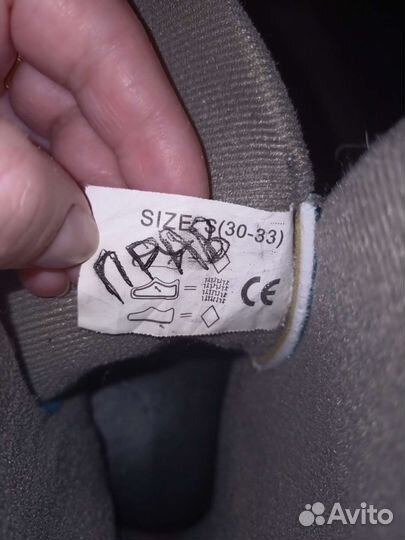 SIZE: S(30-33)
ПРАВ
=
=
=
CE
Avito